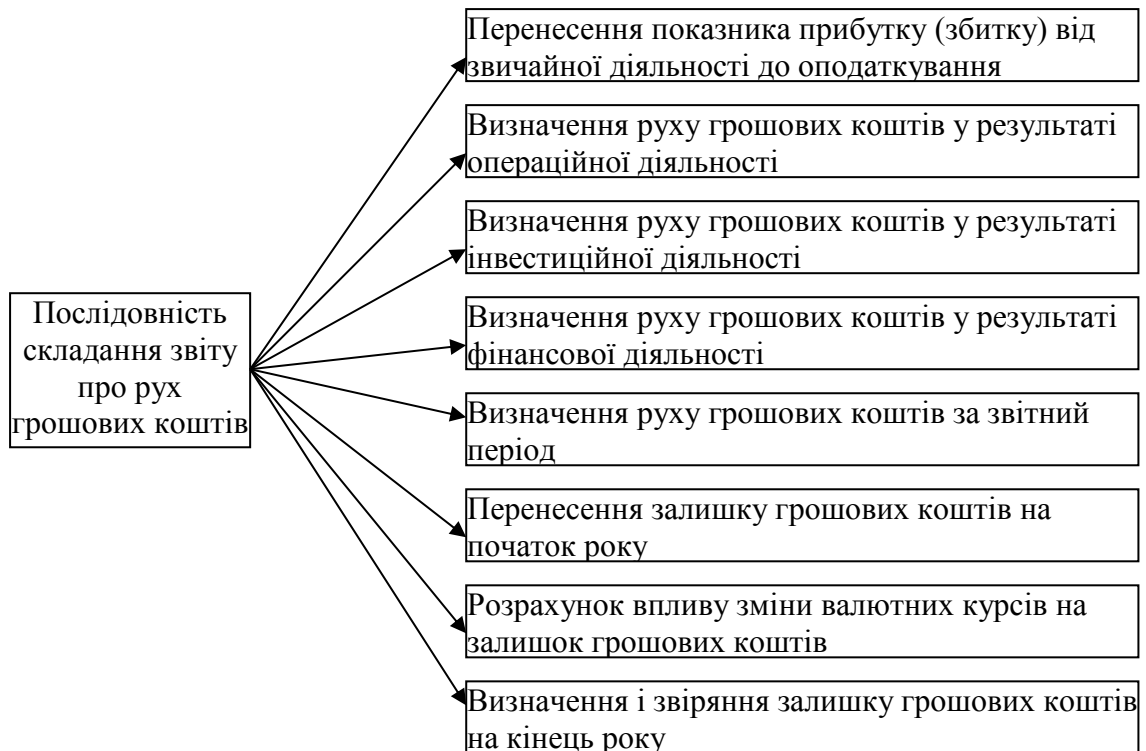 Перенесення показника прибутку (збитку) від
звичайної діяльності до оподаткування
Визначення руху грошових коштів у результаті
операційної діяльності
Визначення руху грошових коштів у результаті
інвестиційної діяльності
Послідовність
складання звіту
про рух
грошових коштів
Визначення руху грошових коштів у результаті
фінансової діяльності
Визначення руху грошових коштів за звітний
період
Перенесення залишку грошових коштів на
початок року
Розрахунок впливу зміни валютних курсів на
залишок грошових коштів
Визначення і звіряння залишку грошових коштів
на кінець року